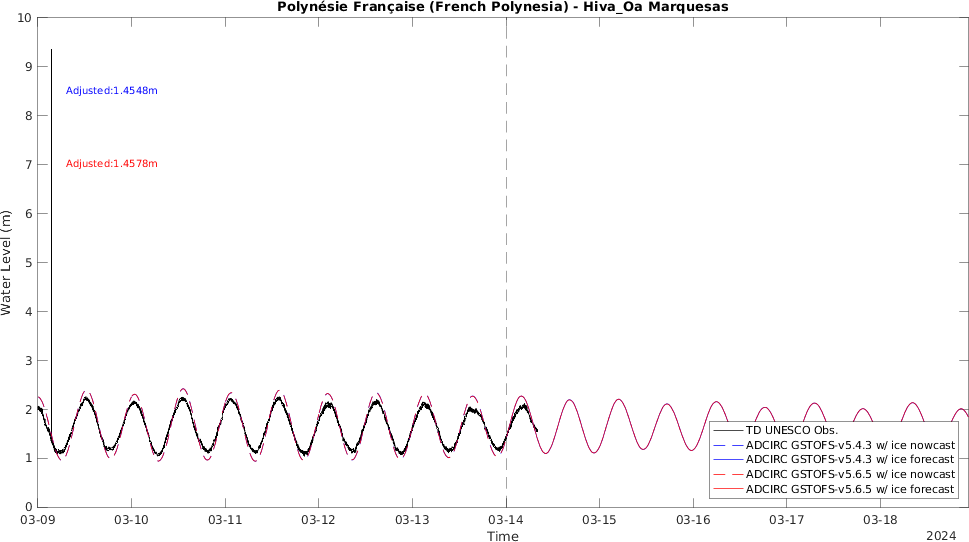 Polynésie Française (French Polynesia) - Hiva_Oa Marquesas
10
9
8
7
6
5
4
3
2
1
0
Water Level (m)
Adjusted:1.4548m
Adjusted:1.4578m
TD UNESCO Obs.
ADCIRC GSTOFS-v5.4.3 w/ ice nowcast
ADCIRC GSTOFS-v5.4.3 w/ ice forecast
ADCIRC GSTOFS-v5.6.5 w/ ice nowcast
ADCIRC GSTOFS-v5.6.5 w/ ice forecast
03-09 03-10 03-11 03-12 03-13 03-14 03-15 03-16 03-17 03-18
Time
2024